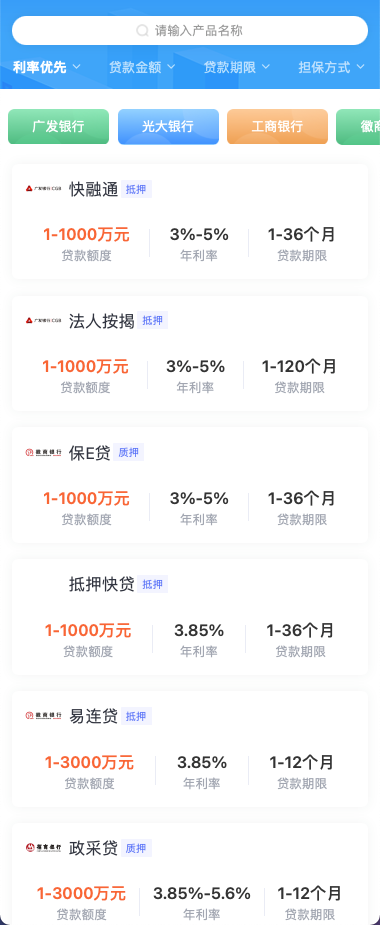 请输入产品名称
利率优先 贷款金额 贷款期限 担保方式
广发银行 光大银行 工商银行 徽商
广发银行 CGB 快融通 抵押
1-1000万元 3%-5% 1-36个月
贷款额度 年利率 贷款期限
广发银行 CGB 法人按揭 抵押
1-1000万元 3%-5% 1-120个月
贷款额度 年利率 贷款期限
徽商银行 保E贷 质押
1-1000万元 3%-5% 1-36个月
贷款额度 年利率 贷款期限
抵押快贷 抵押
1-1000万元 3.85% 1-36个月
贷款额度 年利率 贷款期限
徽商银行 易连贷 抵押
1-3000万元 3.85% 1-12个月
贷款额度 年利率 贷款期限
政采贷 质押
1-3000万元 3.85%-5.6% 1-12个月
贷款额度 年利率 贷款期限